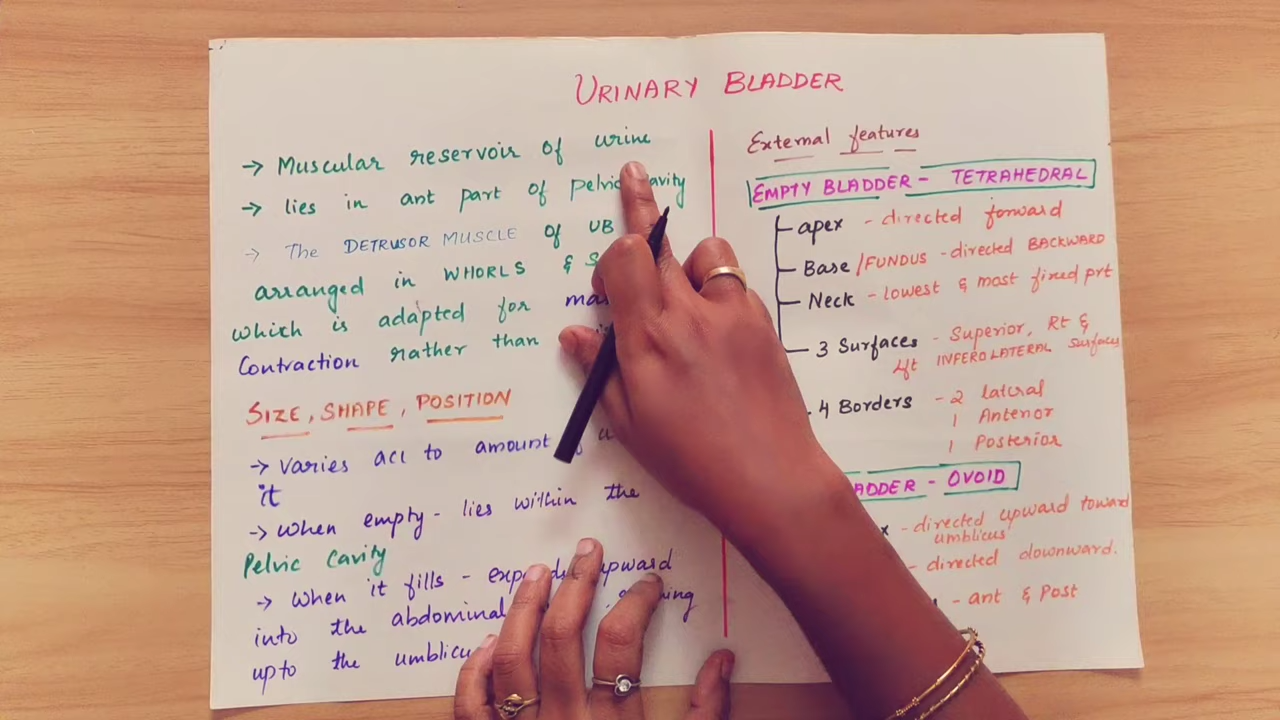 URINARY BLADDER
→ Muscular reservoir of urine
→ lies in ant part of pelvic cavity
→ The DETRUSOR MUSCLE of UB
arranged in WHORLS &
which is adapted for
Contraction rather than
SIZE, SHAPE, POSITION
→ varies acc to amount
it
→ when empty - lies within the
Pelvic Cavity
→ when it fills - expands upward
into the abdominal
upto the
External features
EMPTY BLADDER - TETRAHEDRAL
apex - directed forward
Base/FUNDUS - directed BACKWARD
Neck - lowest & most fixed prt
3 Surfaces - Superior, Rt &
Lft INFEROLATERAL Surfaces
4 Borders - 2 lateral
1 Anterior
1 Posterior
- OVOID
- directed upward toward
umblicus
- directed downward.
- ant & Post